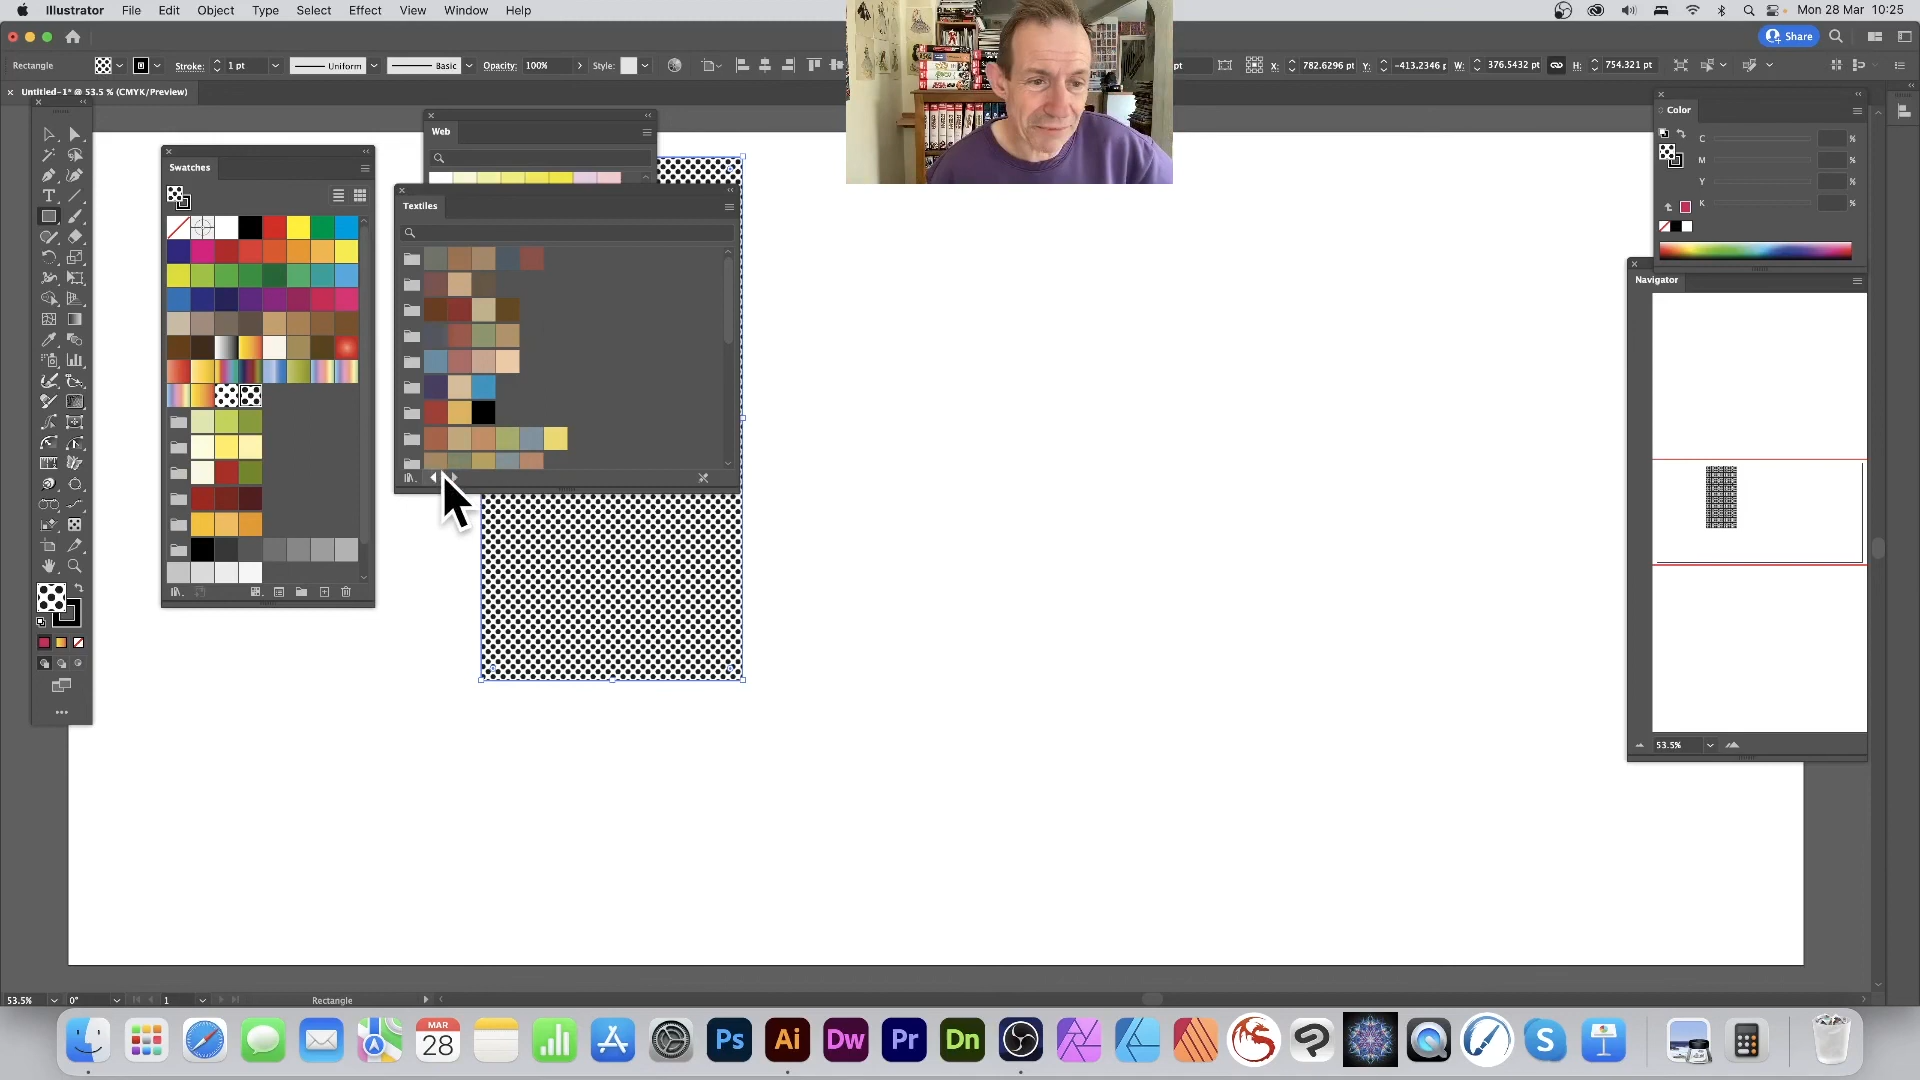 Illustrator File Edit Object Type Select Effect View Window Help
Mon 28 Mar 10:25
Share
Rectangle
Stroke: 1 pt
Uniform
Basic
Opacity: 100%
Style:
pt
X: 782.6296 pt
Y: -413.2346 p
W: 376.5432 pt
H: 754.321 pt
Untitled-1* @ 53.5 % (CMYK/Preview)
Web
Color
C %
M %
Y %
K %
Swatches
Textiles
Navigator
53.5%
53.5% 0° 1 Rectangle
MAR
28
Ps Ai Dw Pr Dn